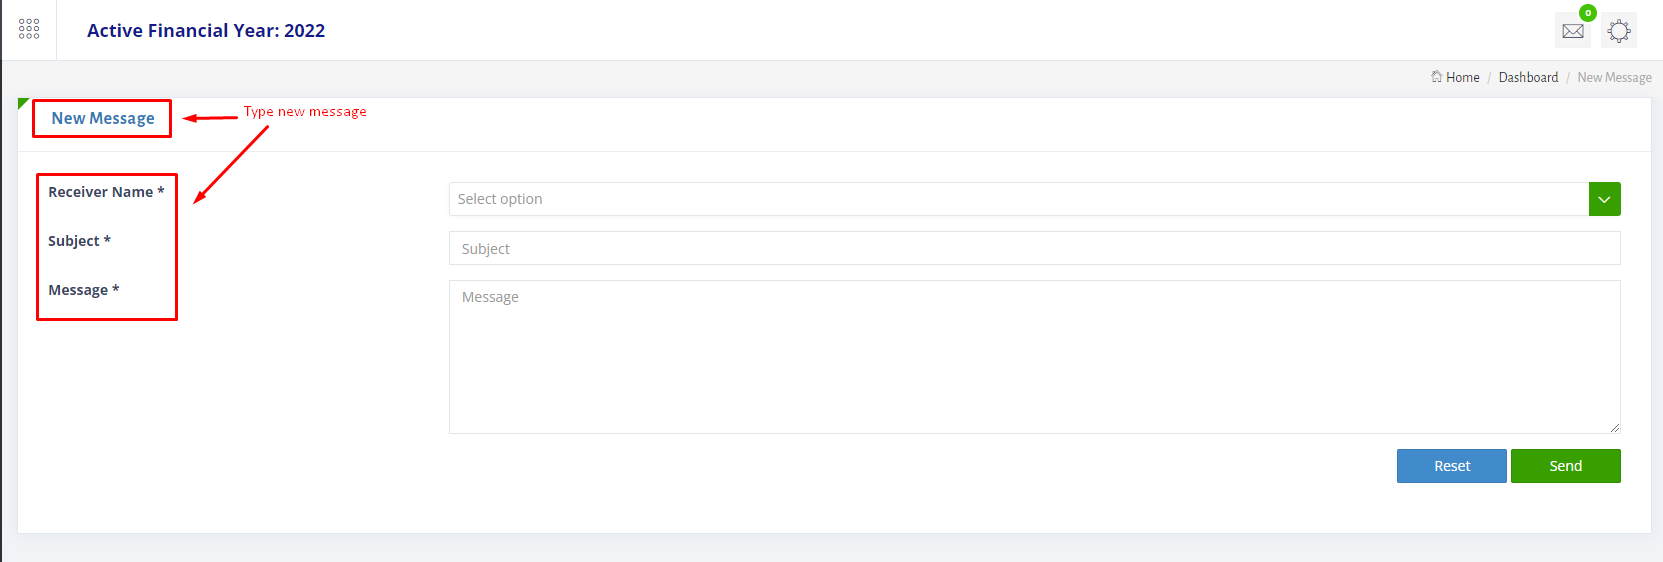 Active Financial Year: 2022
0
Home / Dashboard / New Message
New Message
Type new message
Receiver Name *
Select option
Subject *
Subject
Message *
Message
Reset
Send